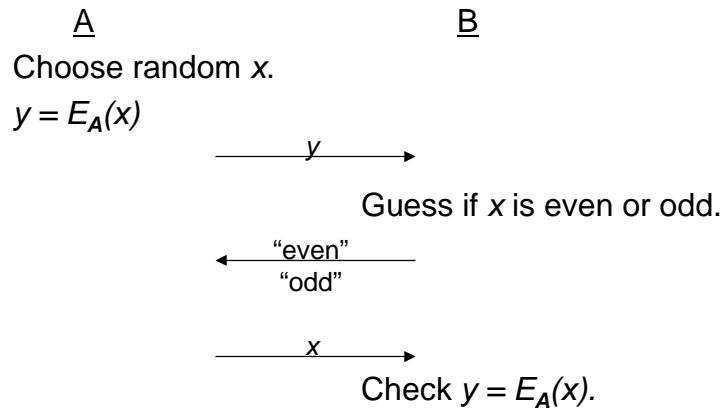 A B
Choose random x.
y = E_A(x)
y
Guess if x is even or odd.
“even”
“odd”
x
Check y = E_A(x).